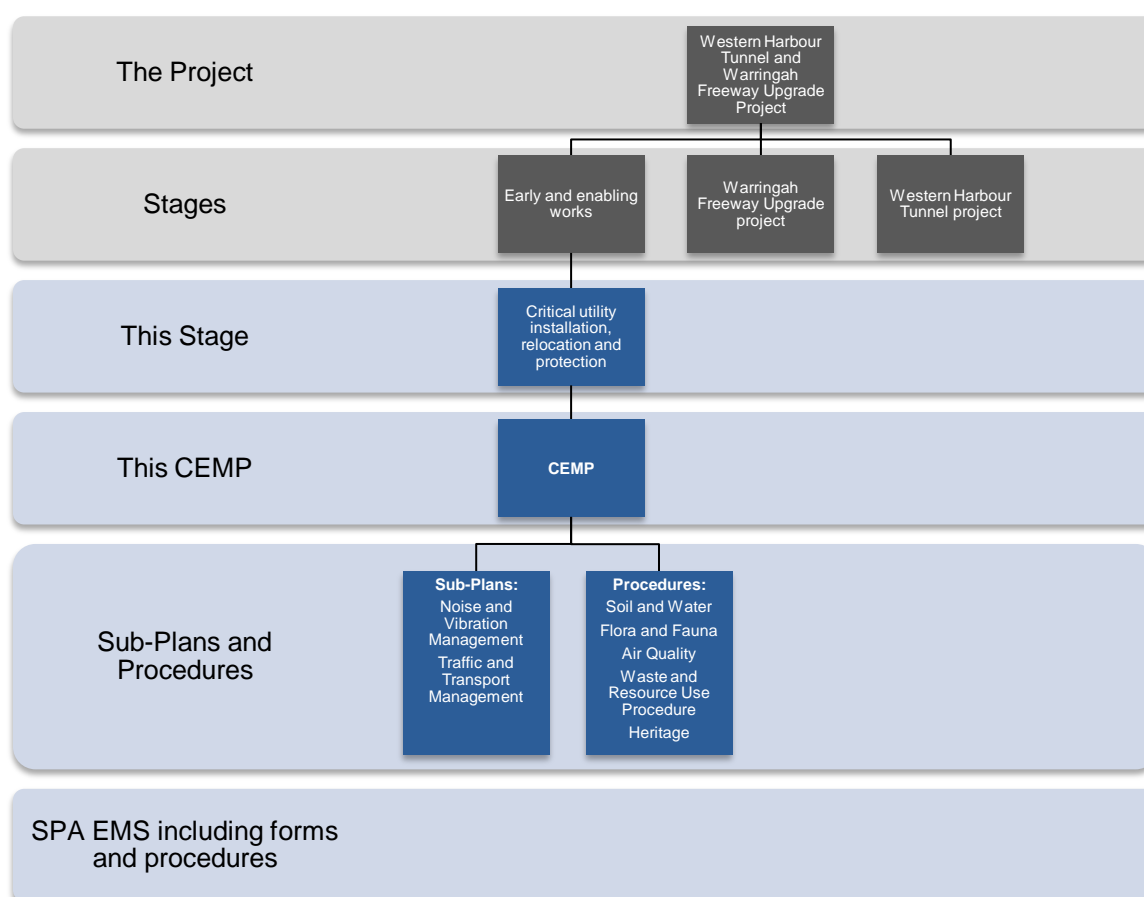 The Project
Western Harbour
Tunnel and
Warringah
Freeway Upgrade
Project
Stages
Early and enabling
works
Warringah
Freeway Upgrade
project
Western Harbour
Tunnel project
This Stage
Critical utility
installation,
relocation and
protection
This CEMP
CEMP
Sub-Plans and
Procedures
Sub-Plans:
Noise and
Vibration
Management
Traffic and
Transport
Management
Procedures:
Soil and Water
Flora and Fauna
Air Quality
Waste and
Resource Use
Procedure
Heritage
SPA EMS including forms
and procedures